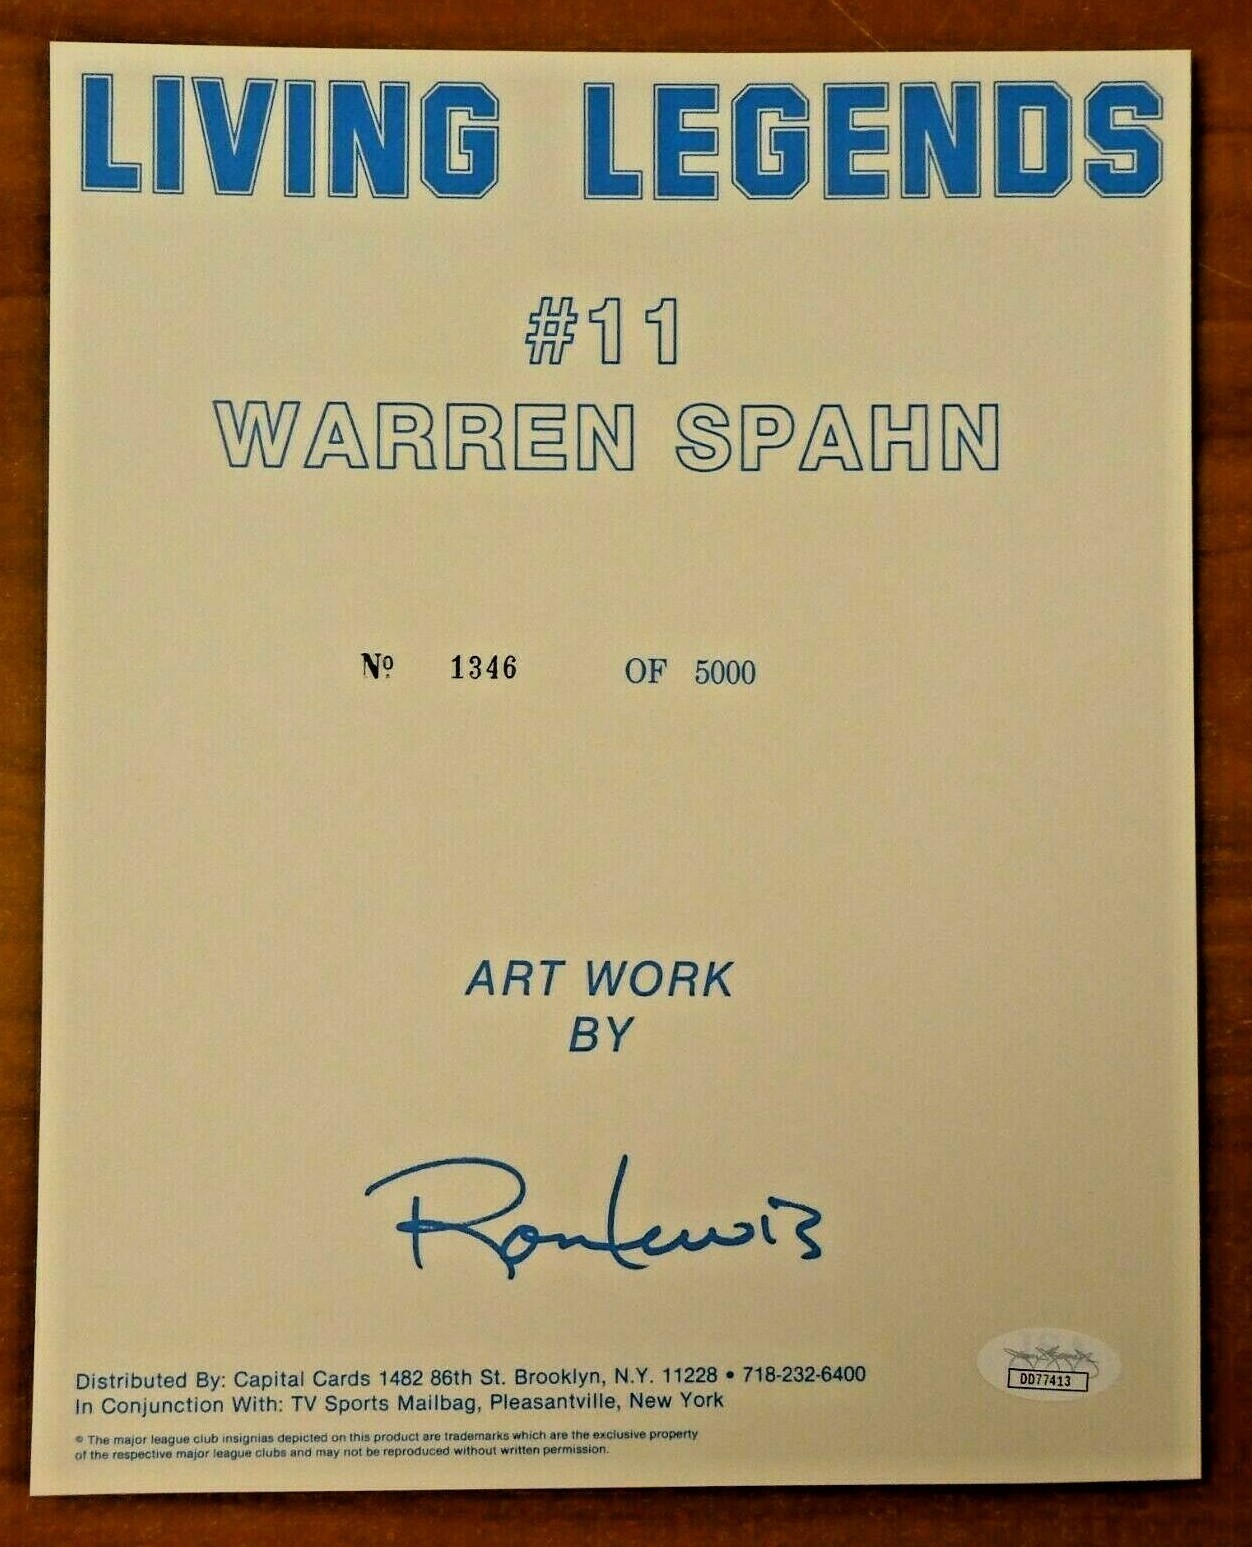 LIVING LEGENDS
#11
WARREN SPAHN
Nº 1346 OF 5000
ART WORK
BY
Ron Lewis
Distributed By: Capital Cards 1482 86th St. Brooklyn, N.Y. 11228 • 718-232-6400
In Conjunction With: TV Sports Mailbag, Pleasantville, New York
© The major league club insignias depicted on this product are trademarks which are the exclusive property
of the respective major league clubs and may not be reproduced without written permission.
DD77413